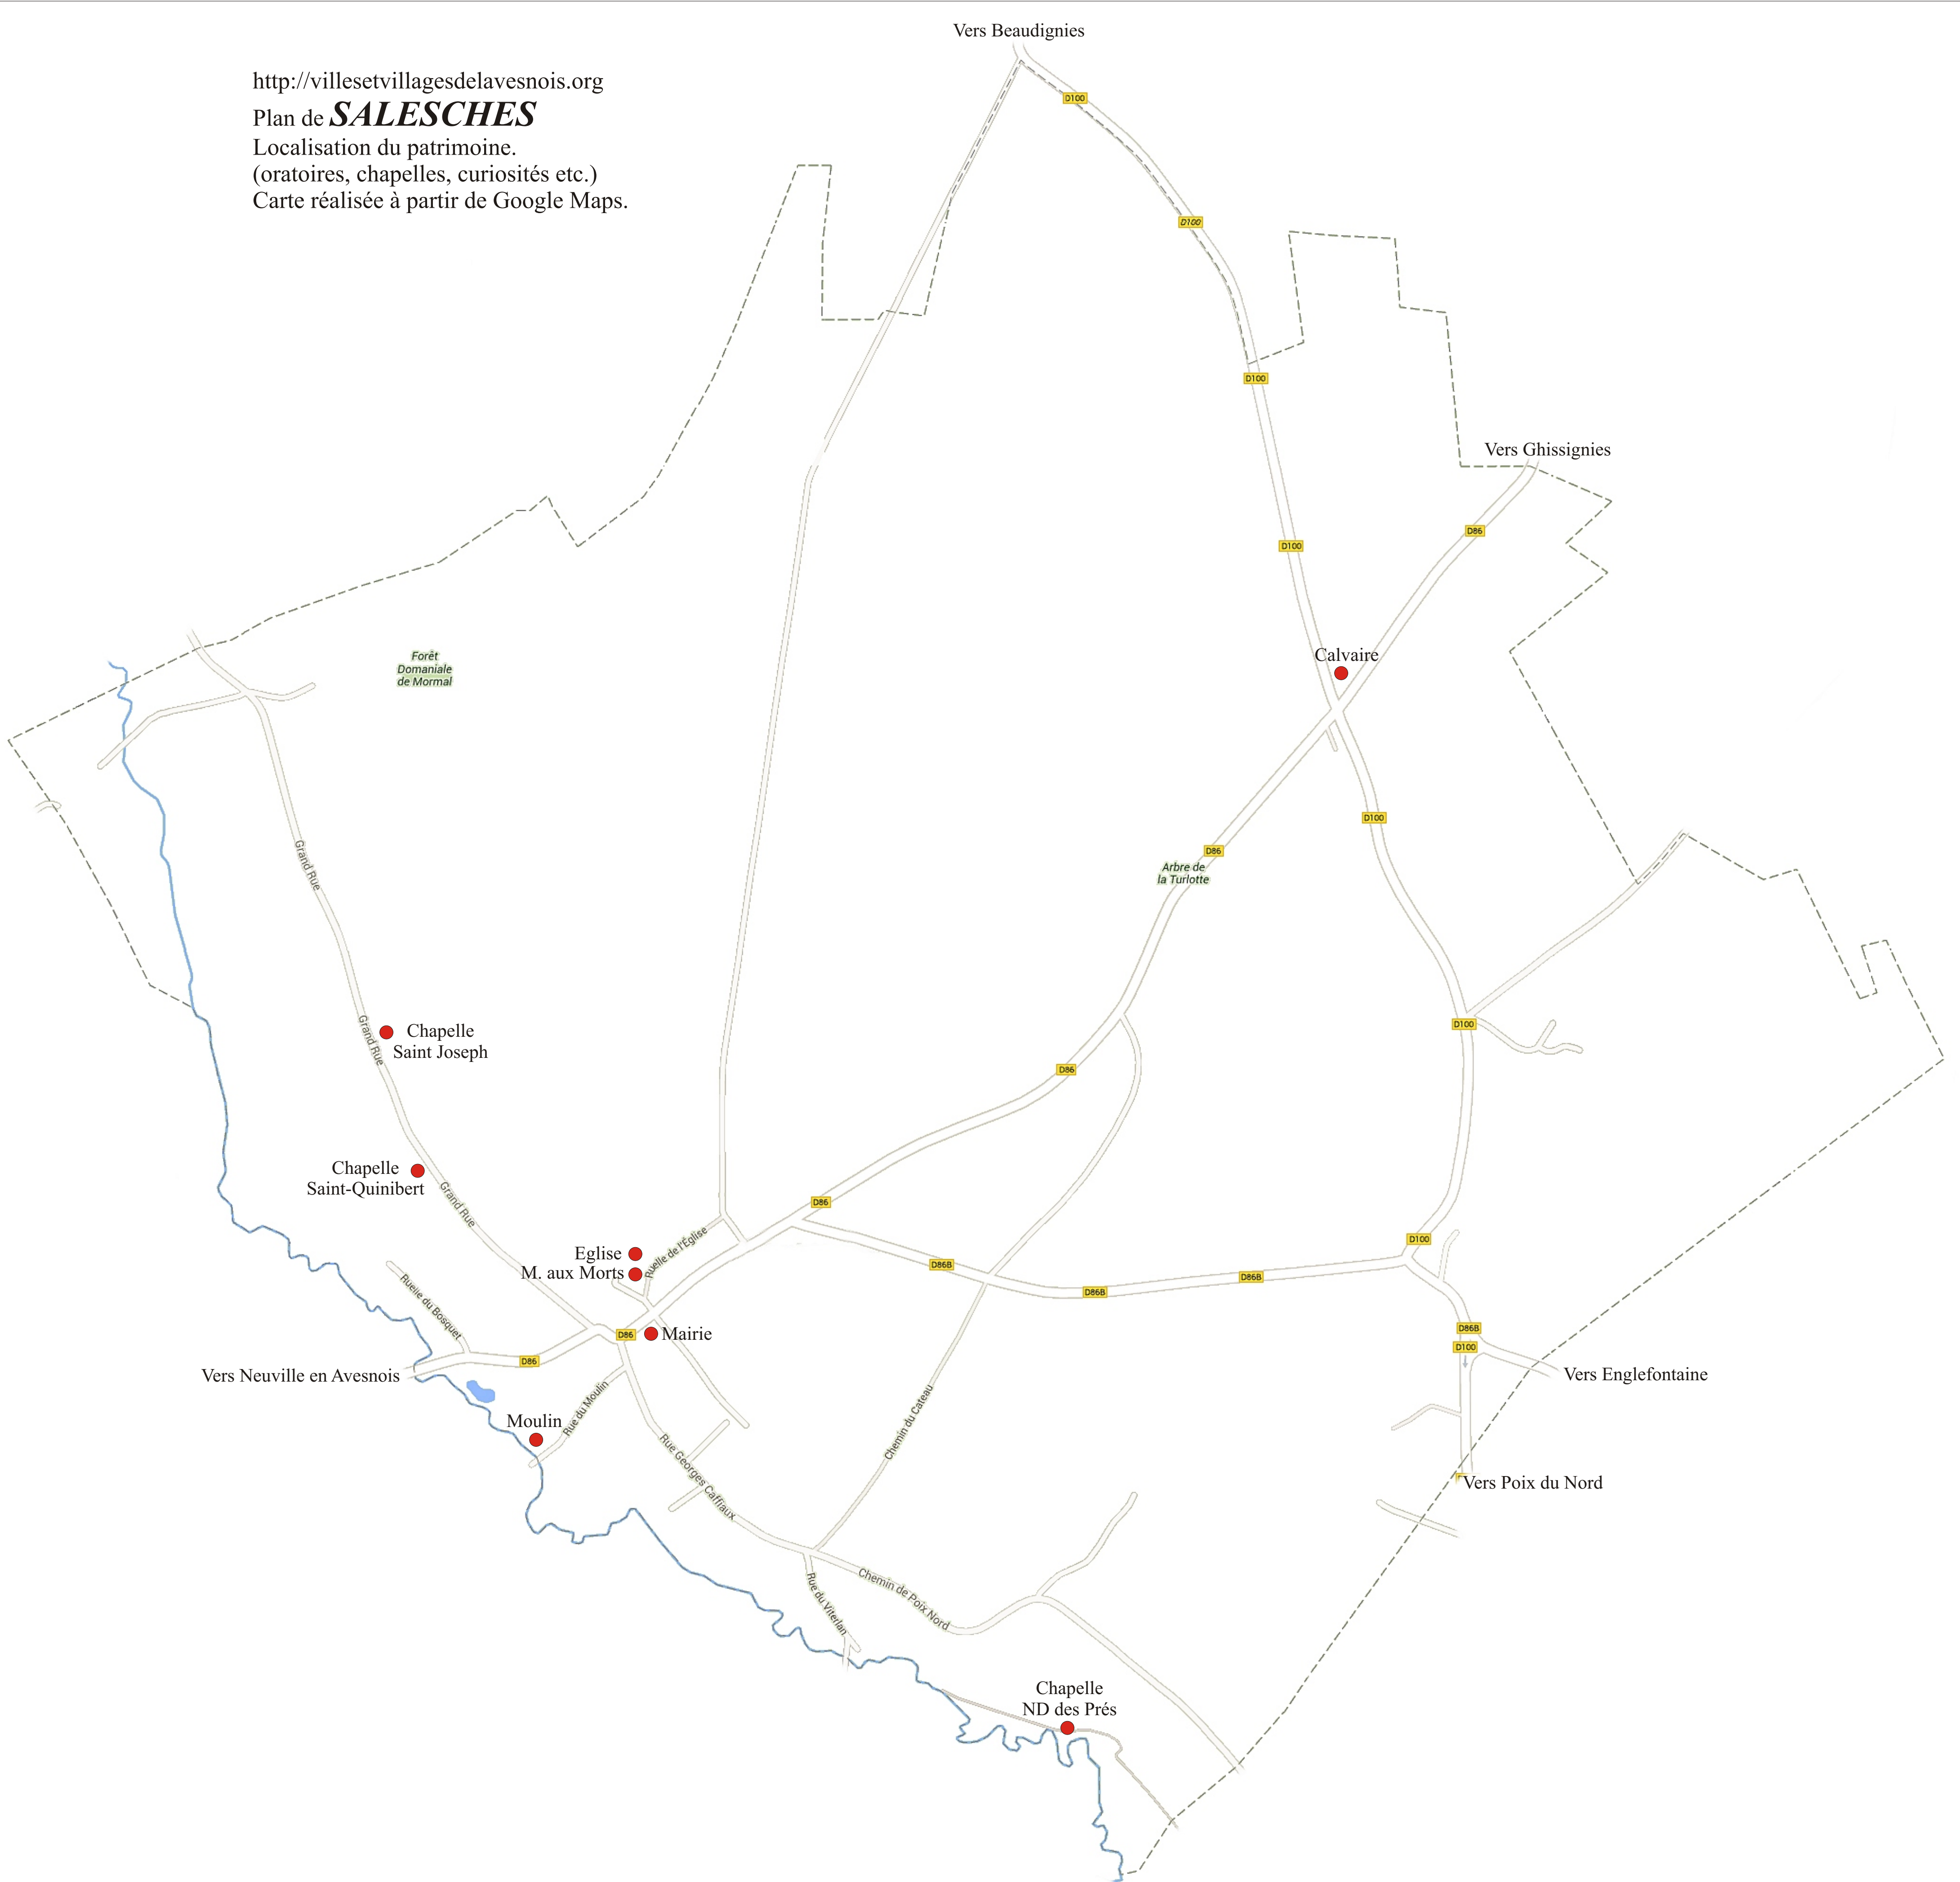 Vers Beaudignies
http://villesetvillagesdelavesnois.org
Plan de SALESCHES
Localisation du patrimoine.
(oratoires, chapelles, curiosités etc.)
Carte réalisée à partir de Google Maps.
D100
D100
D100
Vers Ghissignies
D86
D100
Forêt
Domaniale
de Mormal
Calvaire
D100
D86
Arbre de
la Turlotte
Grand Rue
D100
Chapelle
Saint Joseph
Grand Rue
D86
Chapelle
Saint-Quinibert
Grand Rue
D86
Ruelle de l'Église
D100
Eglise
M. aux Morts
D86B
D86B
D86B
Ruelle du Bosquet
D86
Mairie
D86B
D100
D86
Vers Neuville en Avesnois
Vers Englefontaine
Moulin
Rue du Moulin
Chemin du Cateau
Rue Georges Caffiaux
Vers Poix du Nord
Chemin de Poix Nord
Rue du Viterlan
Chapelle
ND des Prés